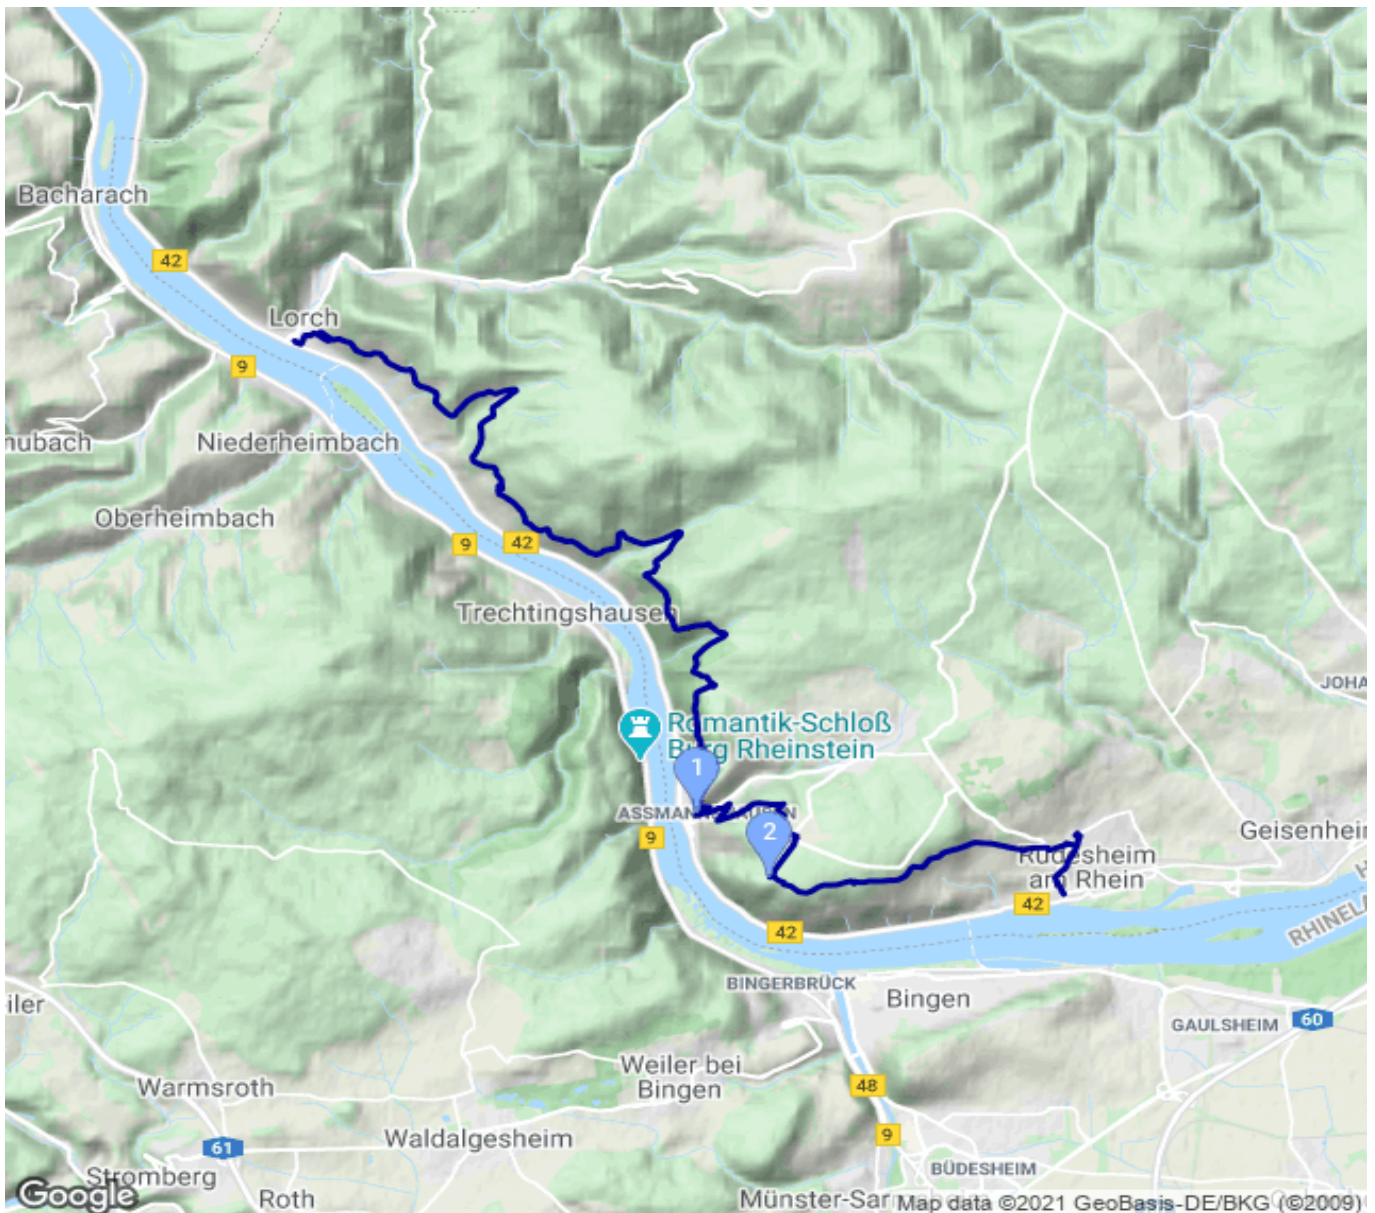 Bacharach
42
Lorch
9
nubach
Niederheimbach
Oberheimbach
9
42
Trechtingshausen
JOHA
Romantik-Schloß
Burg Rheinstein
1
ASSMANNSHAUSEN
9
2
Geisenheim
Rüdesheim
am Rhein
42
42
RHINELA
BINGERBRÜCK
Bingen
GAULSHEIM
60
iler
Weiler bei
Bingen
Warmsroth
48
9
61
Waldalgesheim
BÜDESHEIM
Stromberg
Roth
Münster-Sar
Google
Map data ©2021 GeoBasis-DE/BKG (©2009)